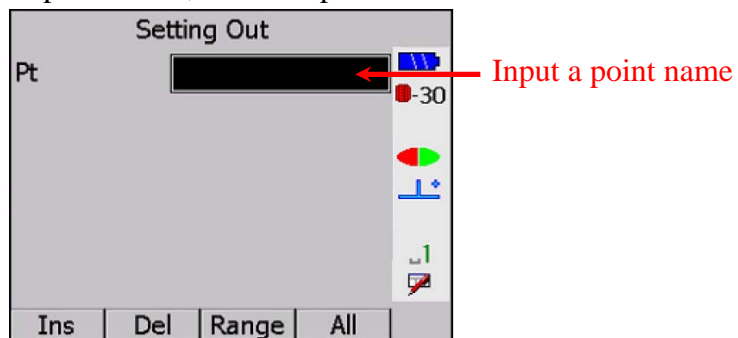 Setting Out
Pt
Input a point name
-30
1
Ins Del Range All